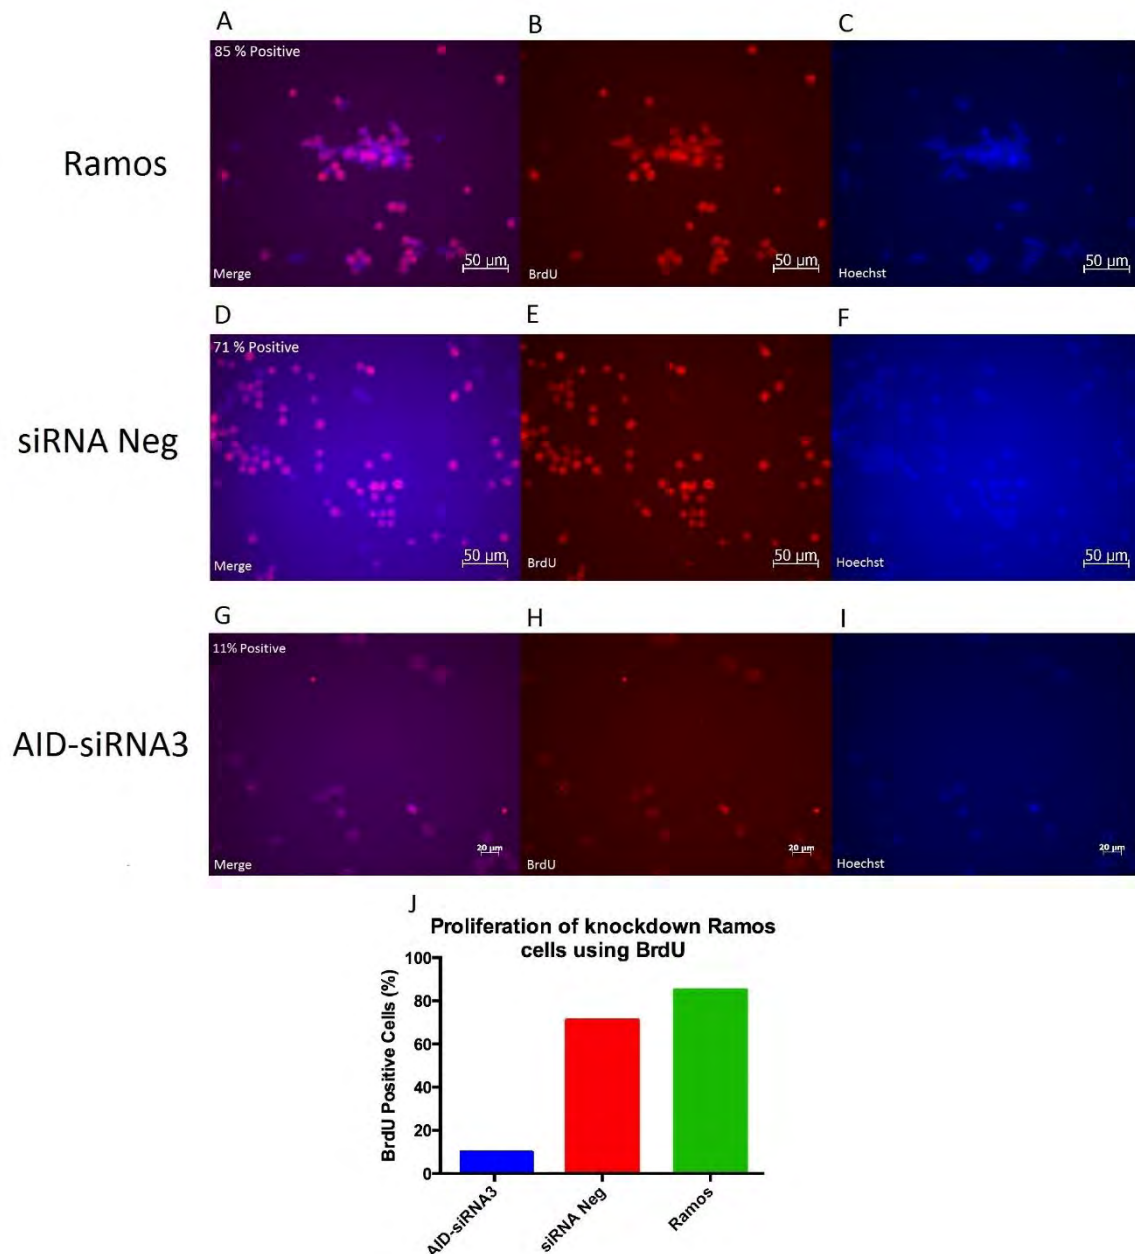 A
B
C
85 % Positive
Ramos
Merge
50 µm
BrdU
50 µm
Hoechst
50 µm
D
E
F
71 % Positive
siRNA Neg
Merge
50 µm
BrdU
50 µm
Hoechst
50 µm
G
H
I
11% Positive
AID-siRNA3
Merge
20 µm
BrdU
20 µm
Hoechst
20 µm
J
Proliferation of knockdown Ramos
cells using BrdU
BrdU Positive Cells (%)
100
80
60
40
20
0
AID-siRNA3
siRNA Neg
Ramos